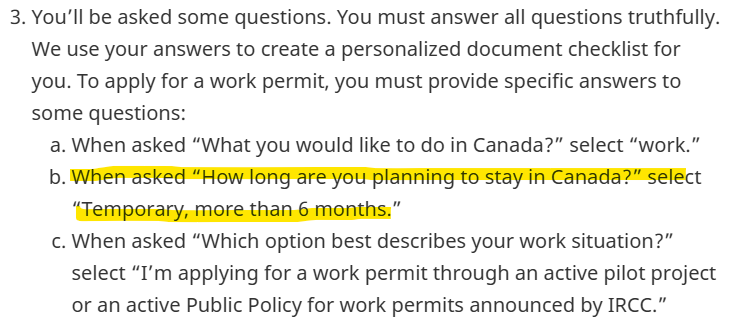 3. You’ll be asked some questions. You must answer all questions truthfully.
We use your answers to create a personalized document checklist for
you. To apply for a work permit, you must provide specific answers to
some questions:
a. When asked “What you would like to do in Canada?” select “work.”
b. When asked “How long are you planning to stay in Canada?” select
“Temporary, more than 6 months.”
c. When asked “Which option best describes your work situation?”
select “I’m applying for a work permit through an active pilot project
or an active Public Policy for work permits announced by IRCC.”